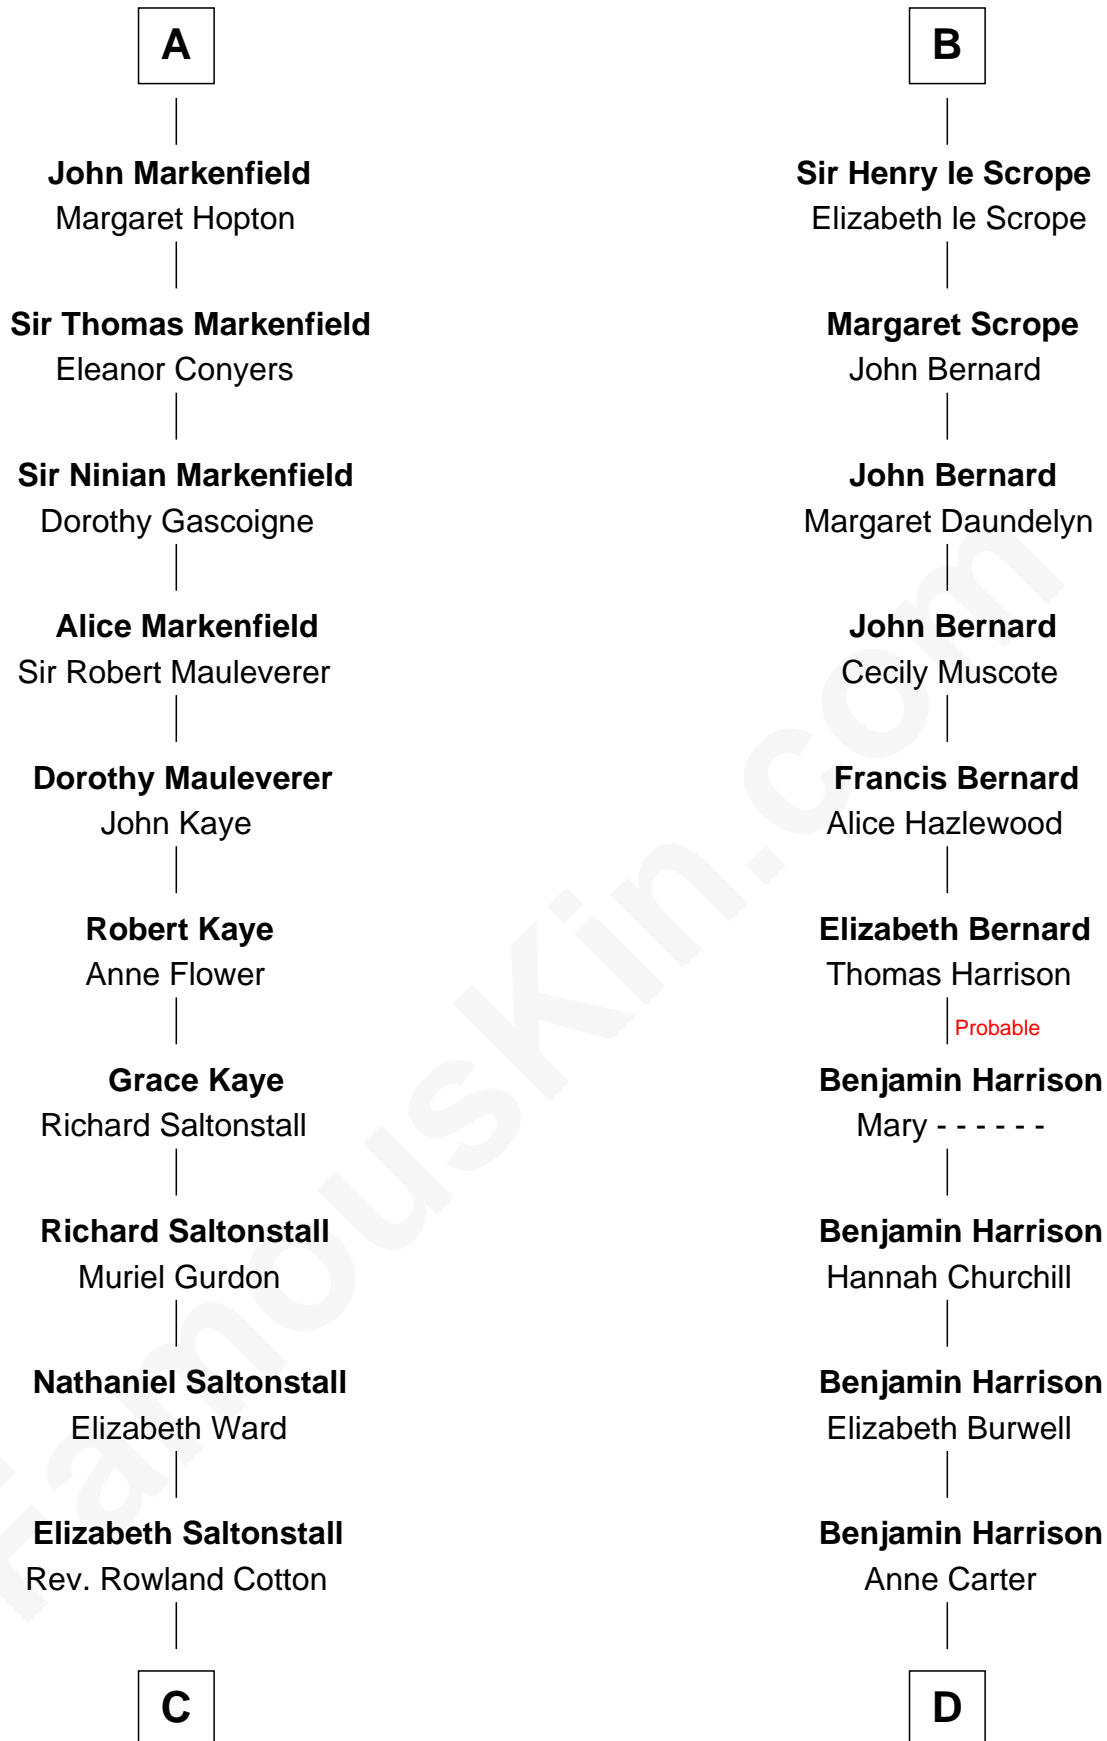 A
John Markenfield
Margaret Hopton
Sir Thomas Markenfield
Eleanor Conyers
Sir Ninian Markenfield
Dorothy Gascoigne
Alice Markenfield
Sir Robert Mauleverer
Dorothy Mauleverer
John Kaye
Robert Kaye
Anne Flower
Grace Kaye
Richard Saltonstall
Richard Saltonstall
Muriel Gurdon
Nathaniel Saltonstall
Elizabeth Ward
Elizabeth Saltonstall
Rev. Rowland Cotton
C
B
Sir Henry le Scrope
Elizabeth le Scrope
Margaret Scrope
John Bernard
John Bernard
Margaret Daundelyn
John Bernard
Cecily Muscote
Francis Bernard
Alice Hazlewood
Elizabeth Bernard
Thomas Harrison
Probable
Benjamin Harrison
Mary - - - - - -
Benjamin Harrison
Hannah Churchill
Benjamin Harrison
Elizabeth Burwell
Benjamin Harrison
Anne Carter
D
FamousKin.com